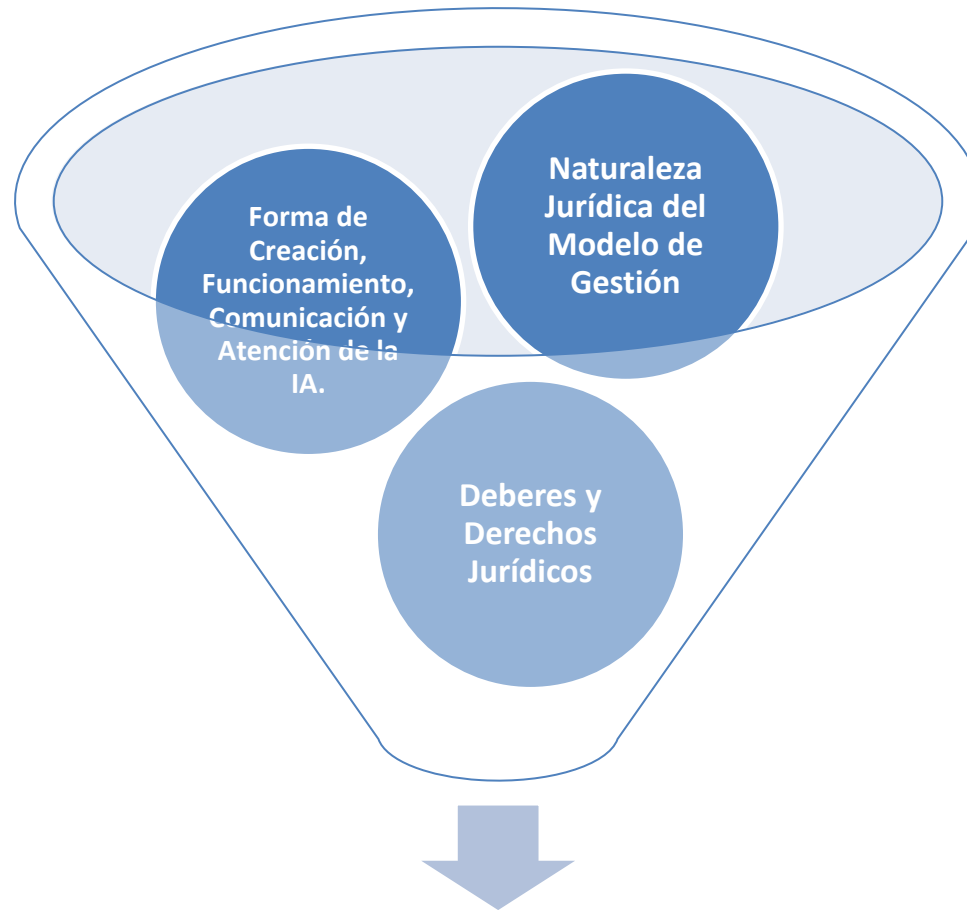 Forma de
Creación,
Funcionamiento,
Comunicación y
Atención de la
IA.
Naturaleza
Jurídica del
Modelo de
Gestión
Deberes y
Derechos
Jurídicos